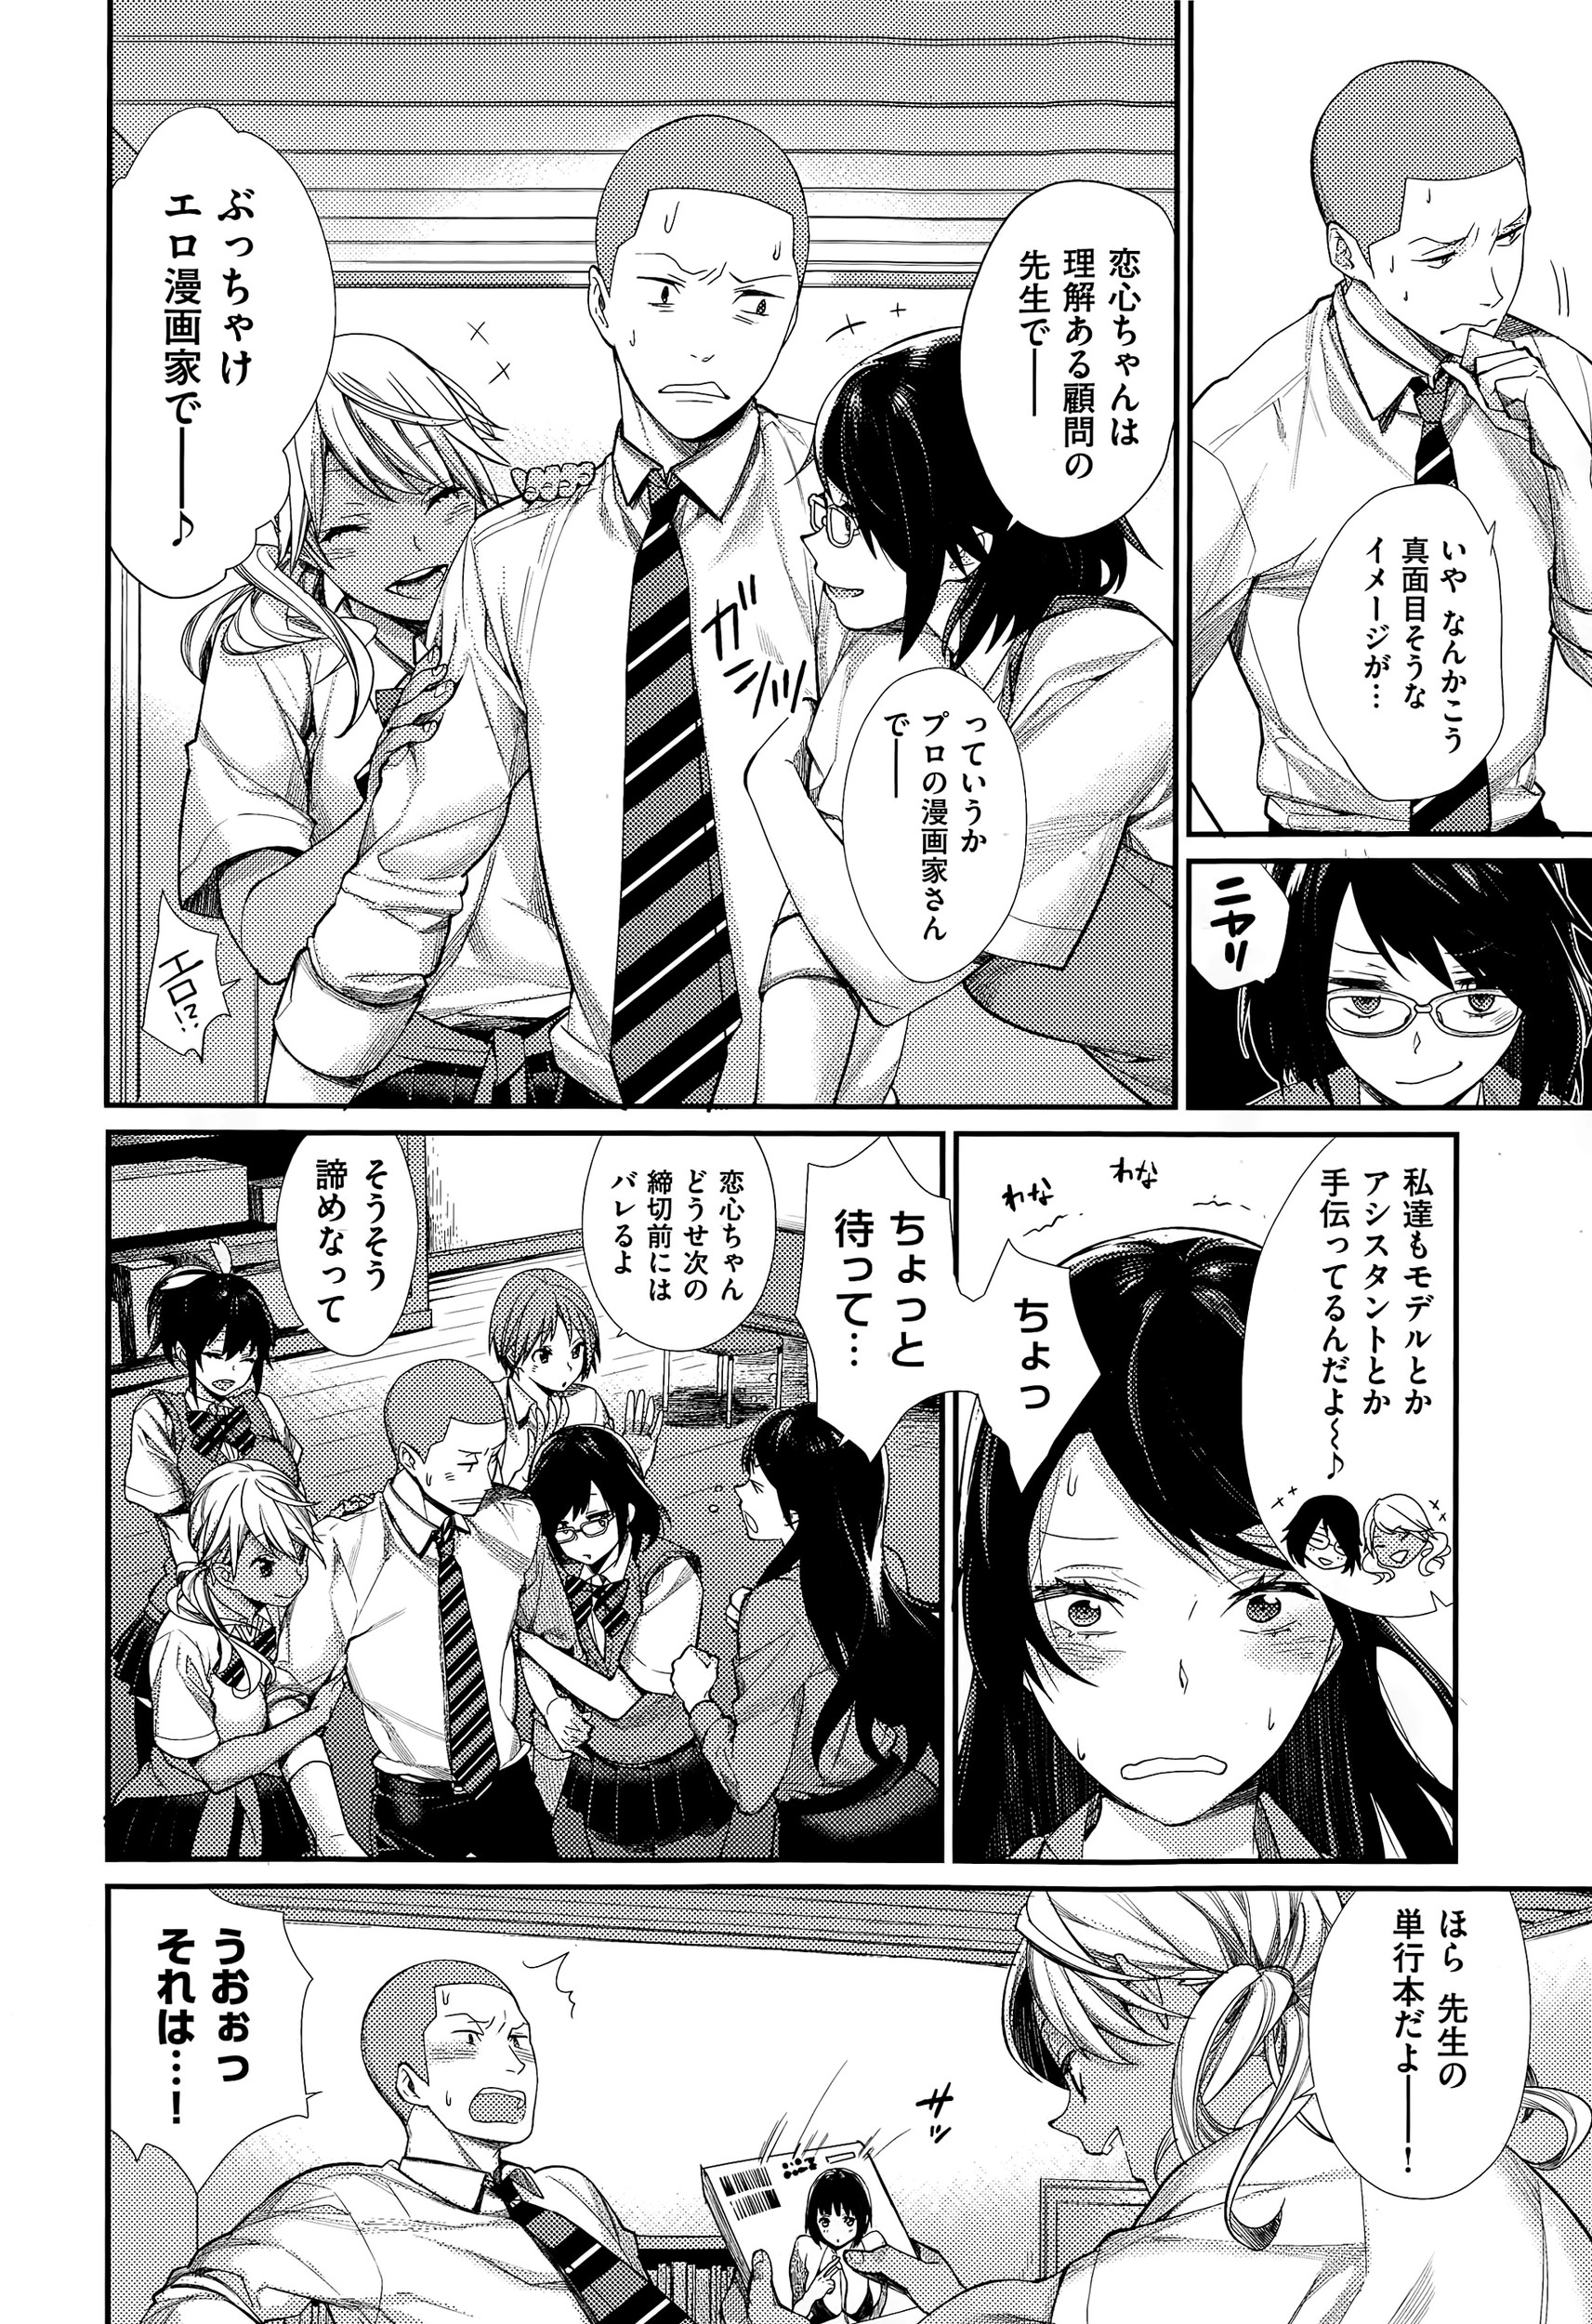 いや なんかこう
真面目そうな
イメージが…
ニヤリ
恋心ちゃんは
理解ある顧問の
先生で――
っていうか
プロの漫画家さん
で――
ガシッ
ぶっちゃけ
エロ漫画家で――♪
エロ!?
私達もモデルとか
アシスタントとか
手伝ってるんだよ～♪
わな
わな
ちょっ
ちょっと
待って…
恋心ちゃん
どうせ次の
締切前には
バレるよ
そうそう
諦めなって
ほら 先生の
単行本だよ――!
サッ
うおぉっ
それは…!